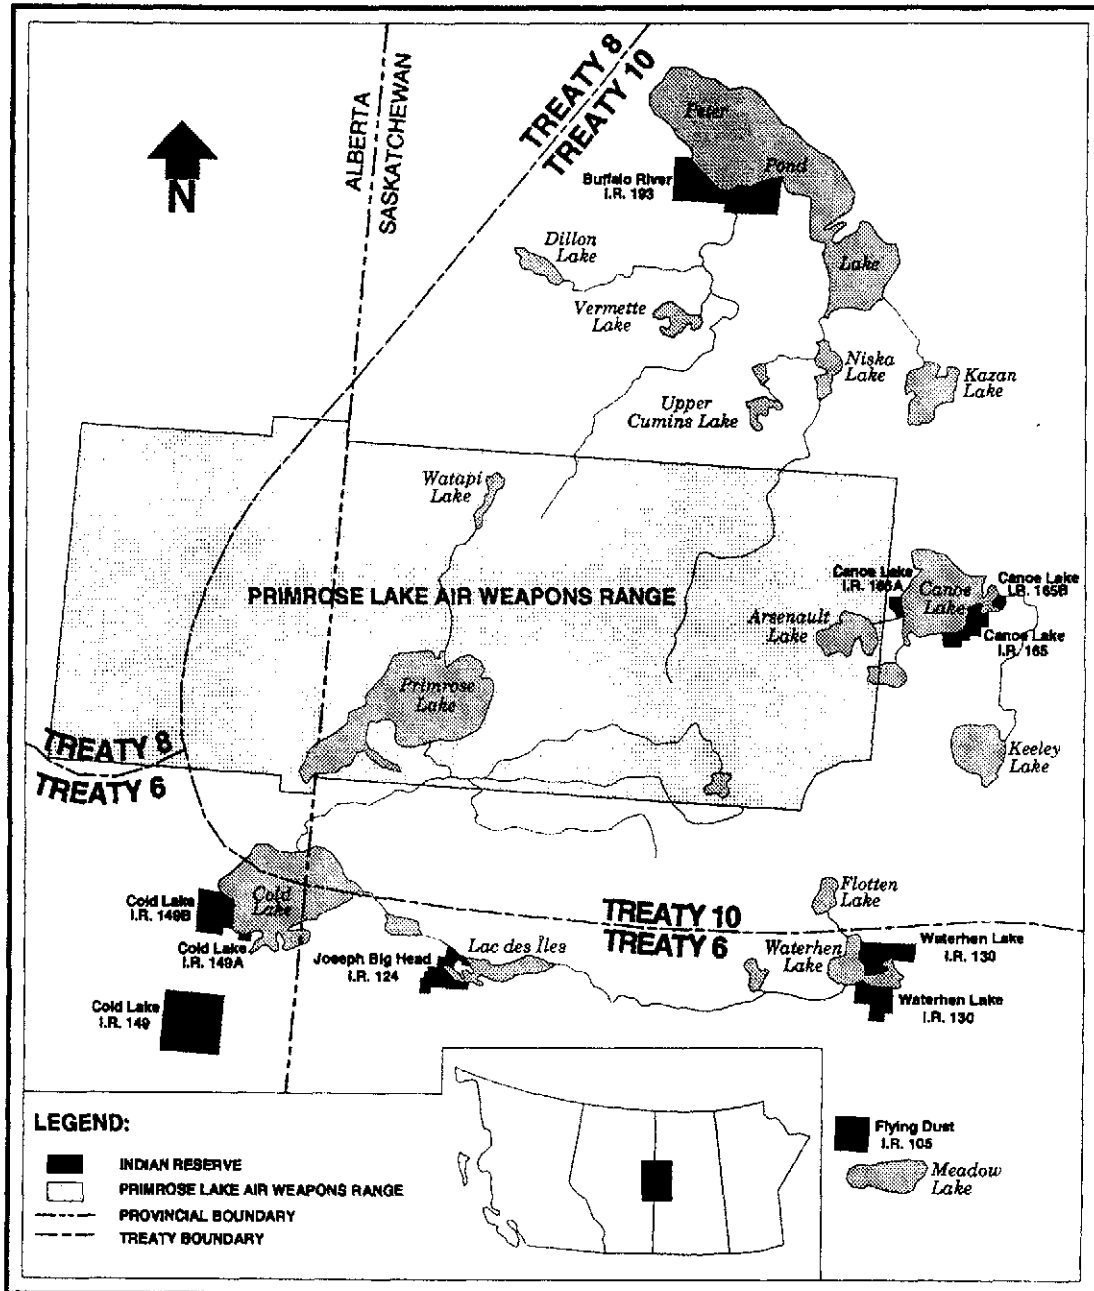 TREATY 8
TREATY 10
ALBERTA
SASKATCHEWAN
N
Peter
Pond
Lake
Buffalo River
I.R. 193
Dillon
Lake
Vermette
Lake
Niska
Lake
Kazan
Lake
Upper
Cumins Lake
Watapi
Lake
PRIMROSE LAKE AIR WEAPONS RANGE
Canoe Lake
I.R. 165A
Canoe
Lake
Canoe Lake
I.R. 165B
Arsenault
Lake
Canoe Lake
I.R. 165
Primrose
Lake
TREATY 8
TREATY 6
Keeley
Lake
Cold Lake
I.R. 149B
Cold
Lake
Cold Lake
I.R. 149A
Cold Lake
I.R. 149
Joseph Big Head
I.R. 124
Lac des Iles
TREATY 10
TREATY 6
Flotten
Lake
Waterhen
Lake
Waterhen Lake
I.R. 130
Waterhen Lake
I.R. 130
LEGEND:
INDIAN RESERVE
PRIMROSE LAKE AIR WEAPONS RANGE
PROVINCIAL BOUNDARY
TREATY BOUNDARY
Flying Dust
I.R. 105
Meadow
Lake